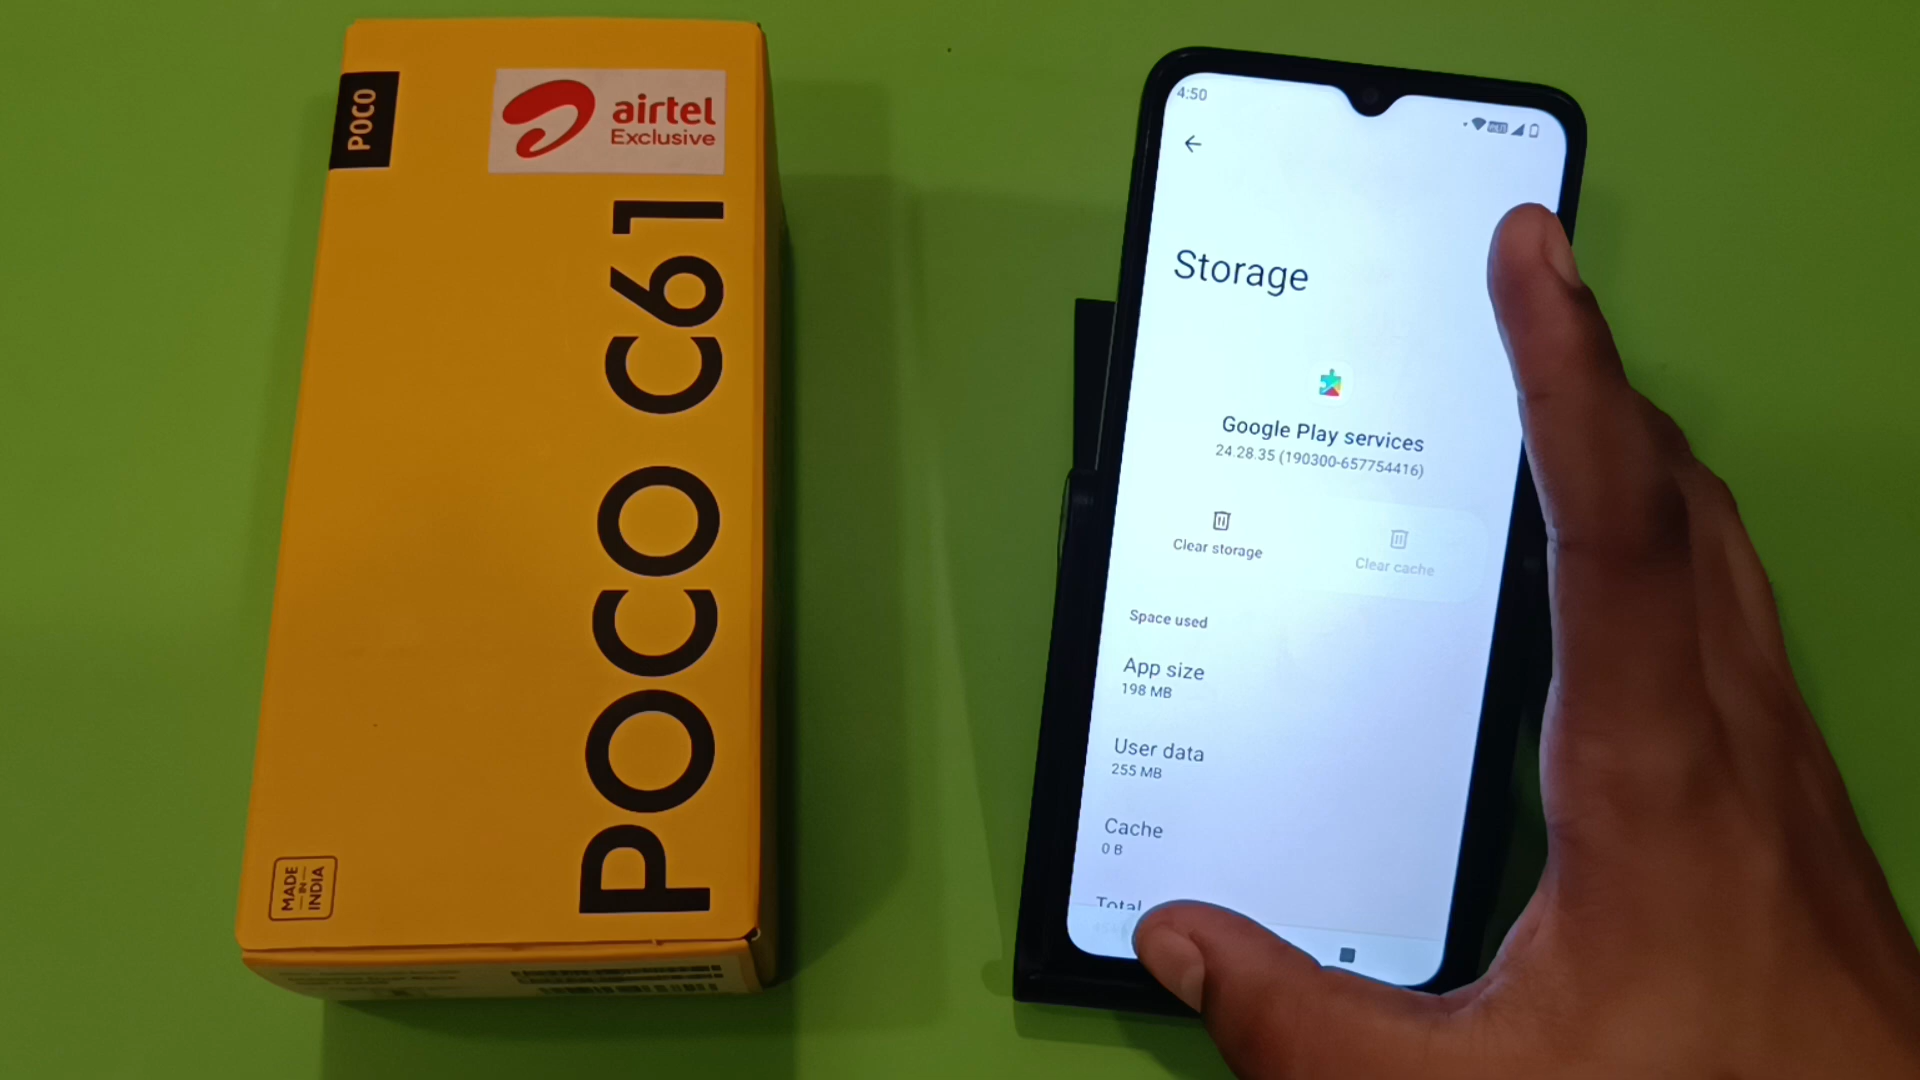 POCO
airtel
Exclusive
POCO C61
MADE
IN
INDIA
4:50
Storage
Google Play services
24.28.35 (190300-657754416)
Clear storage
Clear cache
Space used
App size
198 MB
User data
255 MB
Cache
0 B
Total